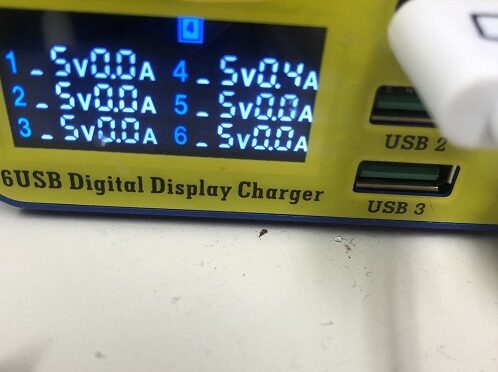 4
1 - 5v0.0A 4 - 5v0.4A
2 - 5v0.0A 5 - 5v0.0A
3 - 5v0.0A 6 - 5v0.0A
6USB Digital Display Charger
USB 2
USB 3